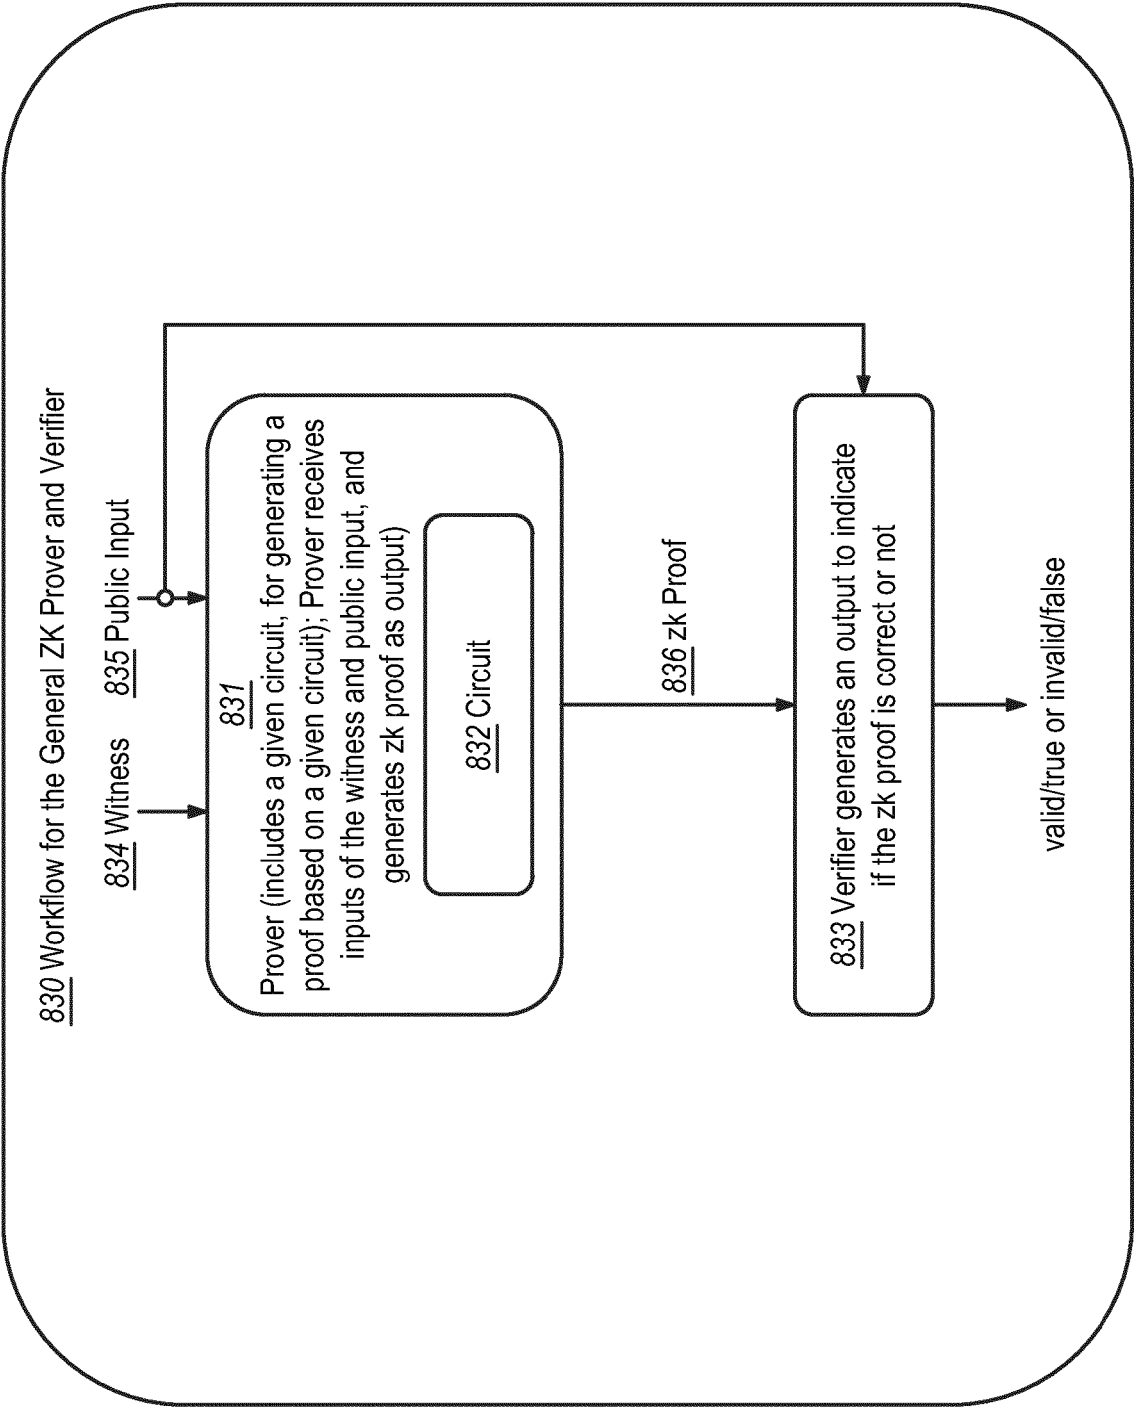 830 Workflow for the General ZK Prover and Verifier
834 Witness
835 Public Input
831
Prover (includes a given circuit, for generating a
proof based on a given circuit); Prover receives
inputs of the witness and public input, and
generates zk proof as output)
832 Circuit
836 zk Proof
833 Verifier generates an output to indicate
if the zk proof is correct or not
valid/true or invalid/false